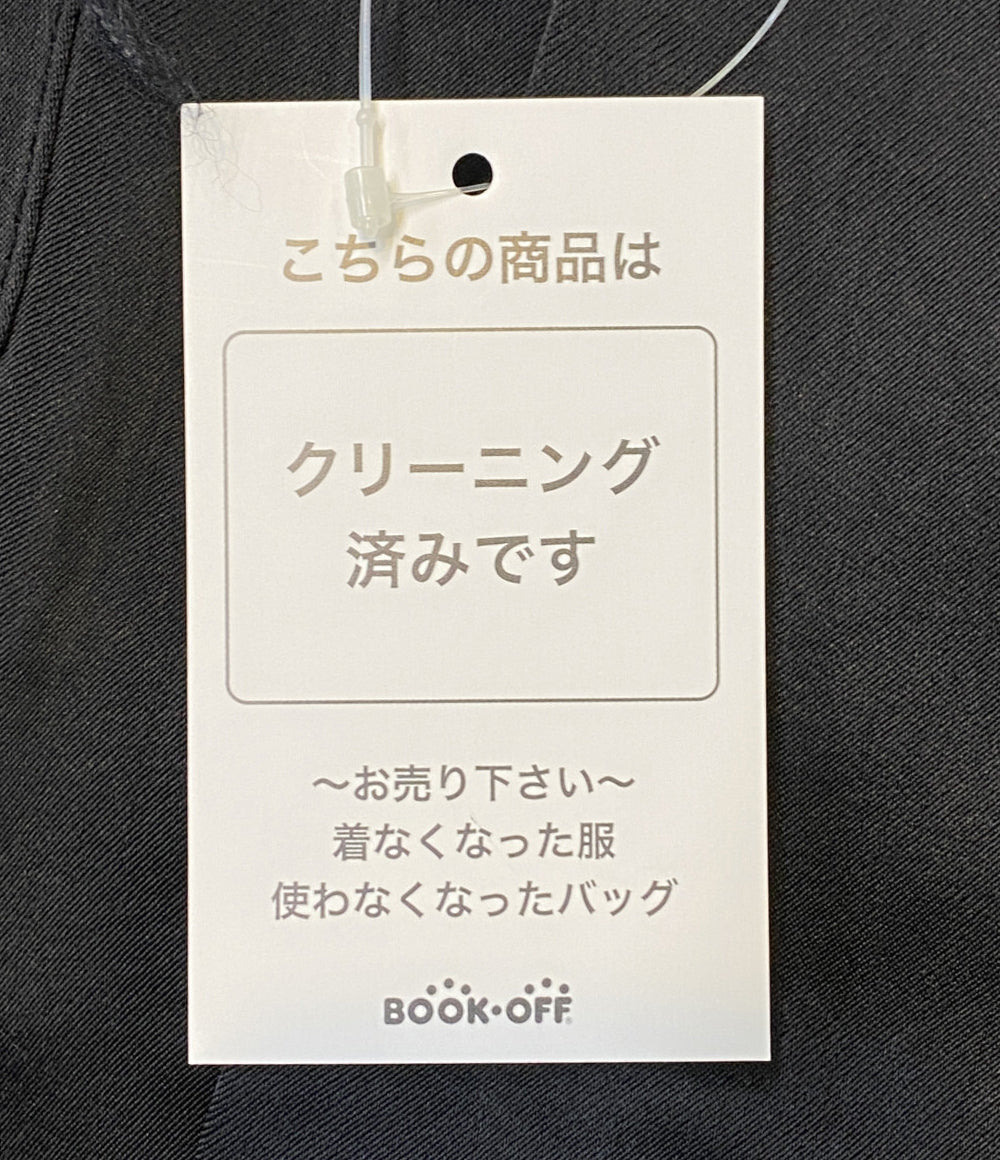 こちらの商品は
クリーニング
済みです
〜お売り下さい〜
着なくなった服
使わなくなったバッグ
BOOK・OFF